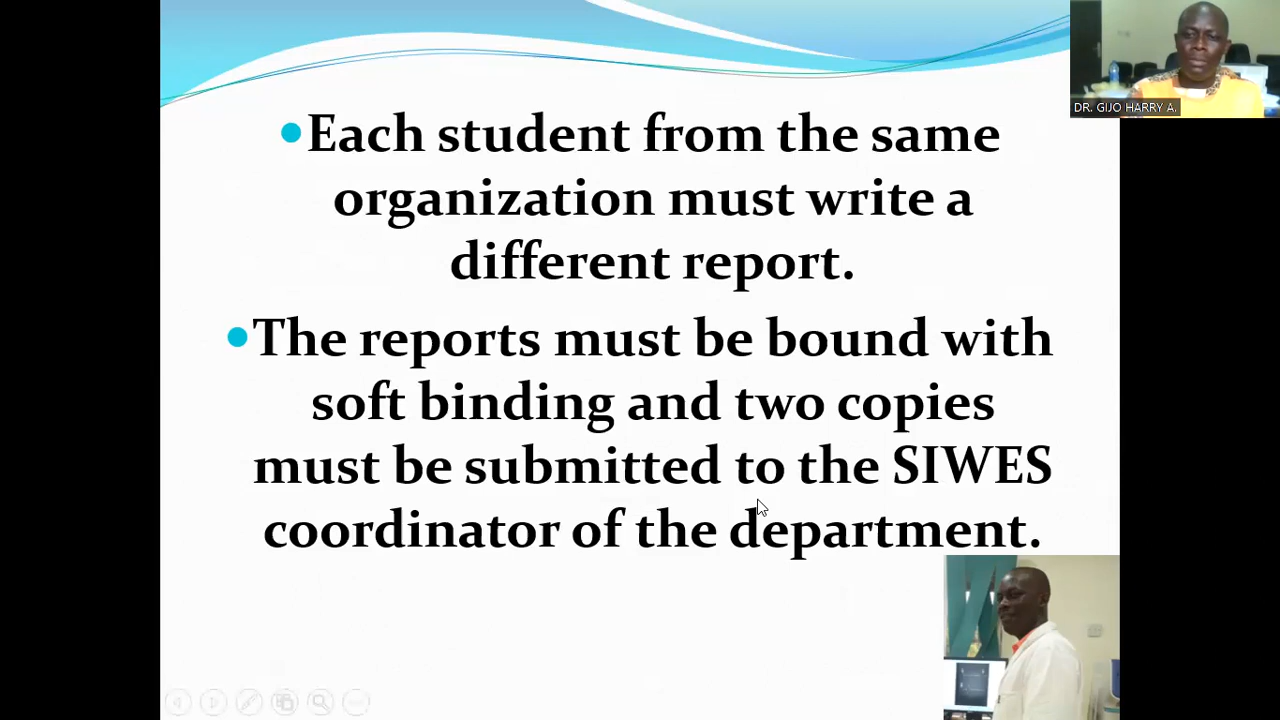 DR. GIJO HARRY A.
•Each student from the same
organization must write a
different report.
•The reports must be bound with
soft binding and two copies
must be submitted to the SIWES
coordinator of the department.